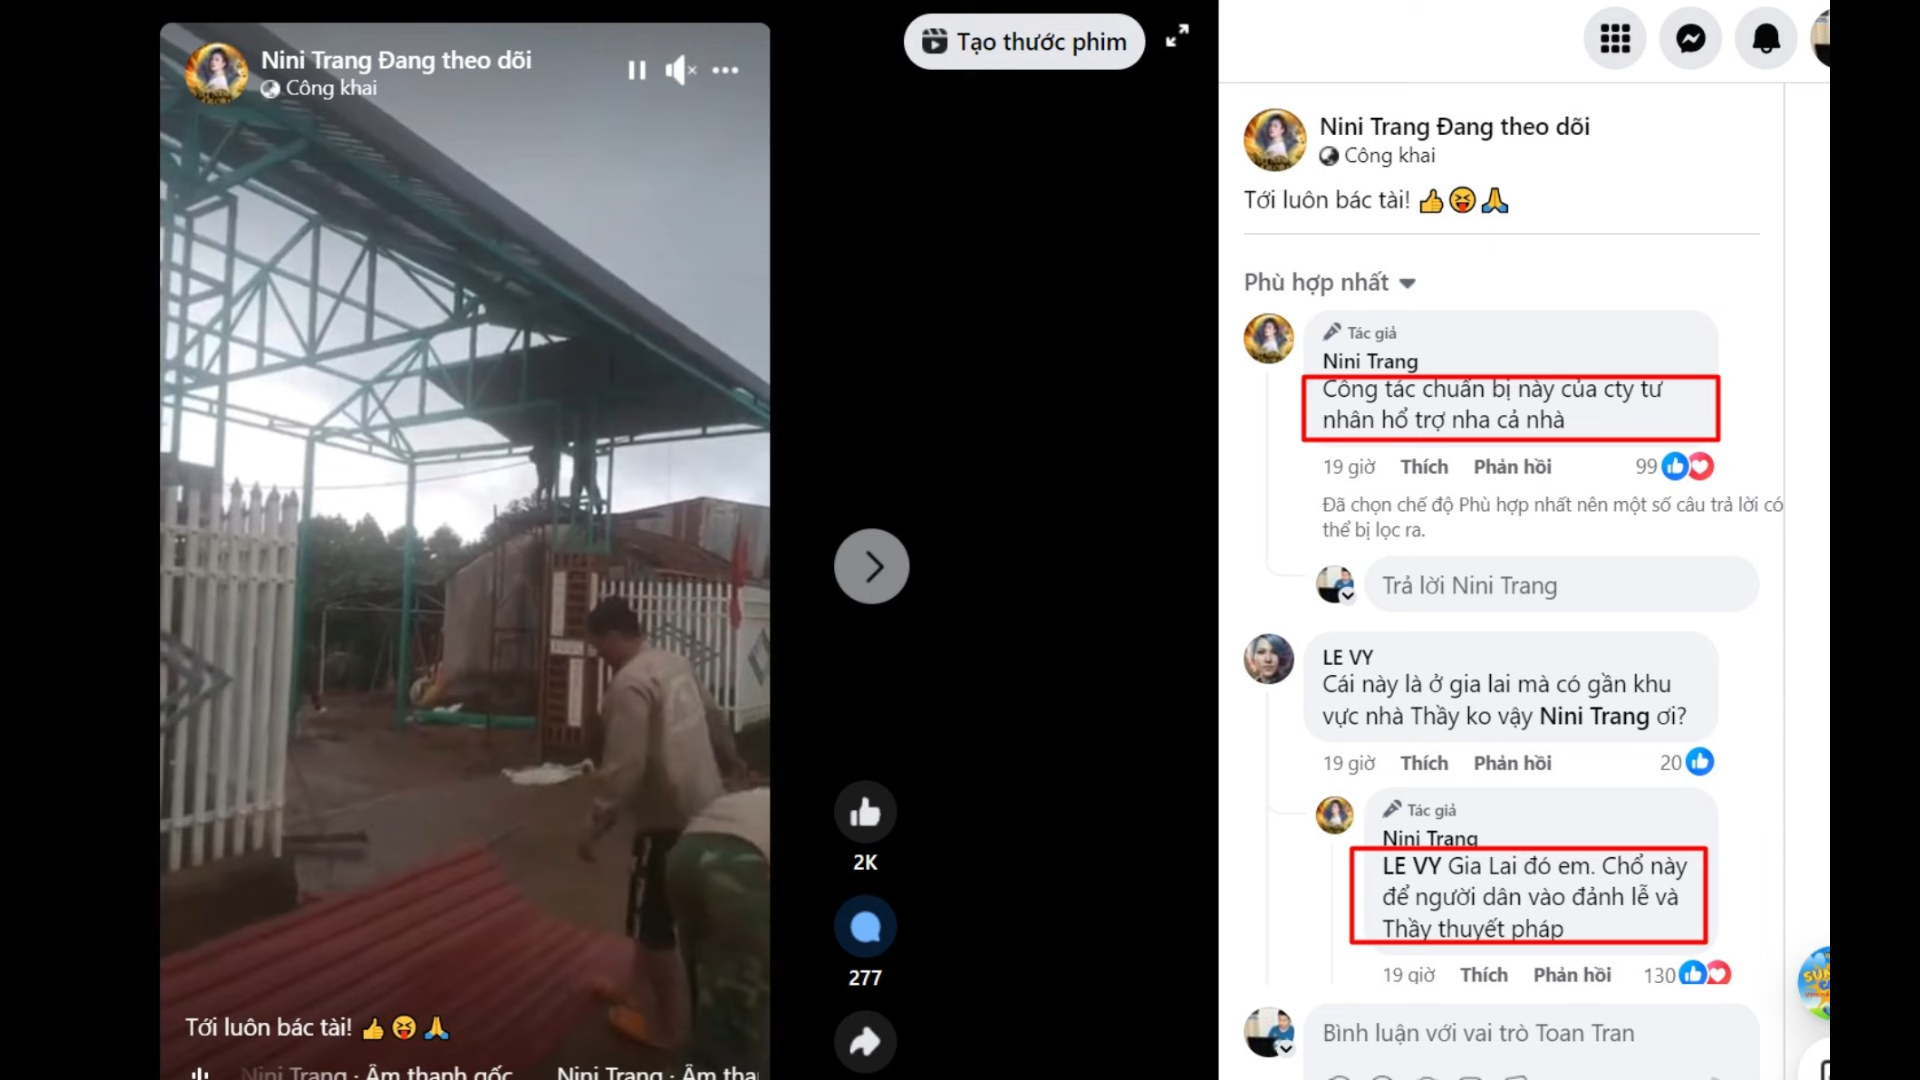 Nini Trang Đang theo dõi
Công khai
Tạo thước phim
Nini Trang Đang theo dõi
Công khai
Tới luôn bác tài! 👍😝🙏
Phù hợp nhất
Tác giả
Nini Trang
Công tác chuẩn bị này của cty tư
nhân hổ trợ nha cả nhà
19 giờ Thích Phản hồi 99
Đã chọn chế độ Phù hợp nhất nên một số câu trả lời có
thể bị lọc ra.
Trả lời Nini Trang
LE VY
Cái này là ở gia lai mà có gần khu
vực nhà Thầy ko vậy Nini Trang ơi?
19 giờ Thích Phản hồi 20
Tác giả
Nini Trang
LE VY Gia Lai đó em. Chổ này
để người dân vào đảnh lễ và
Thầy thuyết pháp
19 giờ Thích Phản hồi 130
Bình luận với vai trò Toan Tran
2K
277
Tới luôn bác tài! 👍😝🙏
Nini Trang · Âm thanh gốc Nini Trang · Âm tha